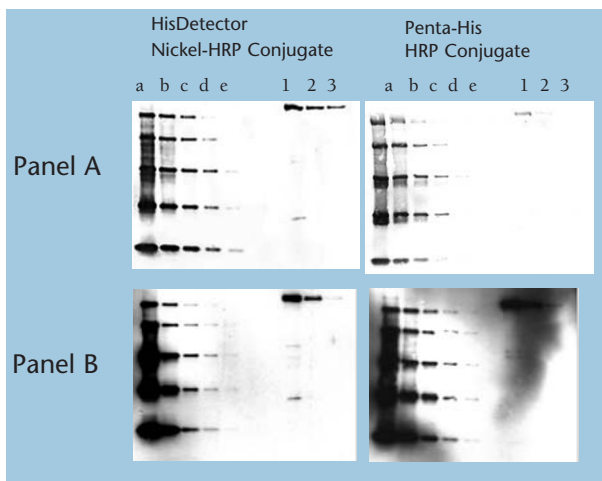 HisDetector
Nickel-HRP Conjugate
Penta-His
HRP Conjugate
a b c d e 1 2 3
a b c d e 1 2 3
Panel A
Panel B